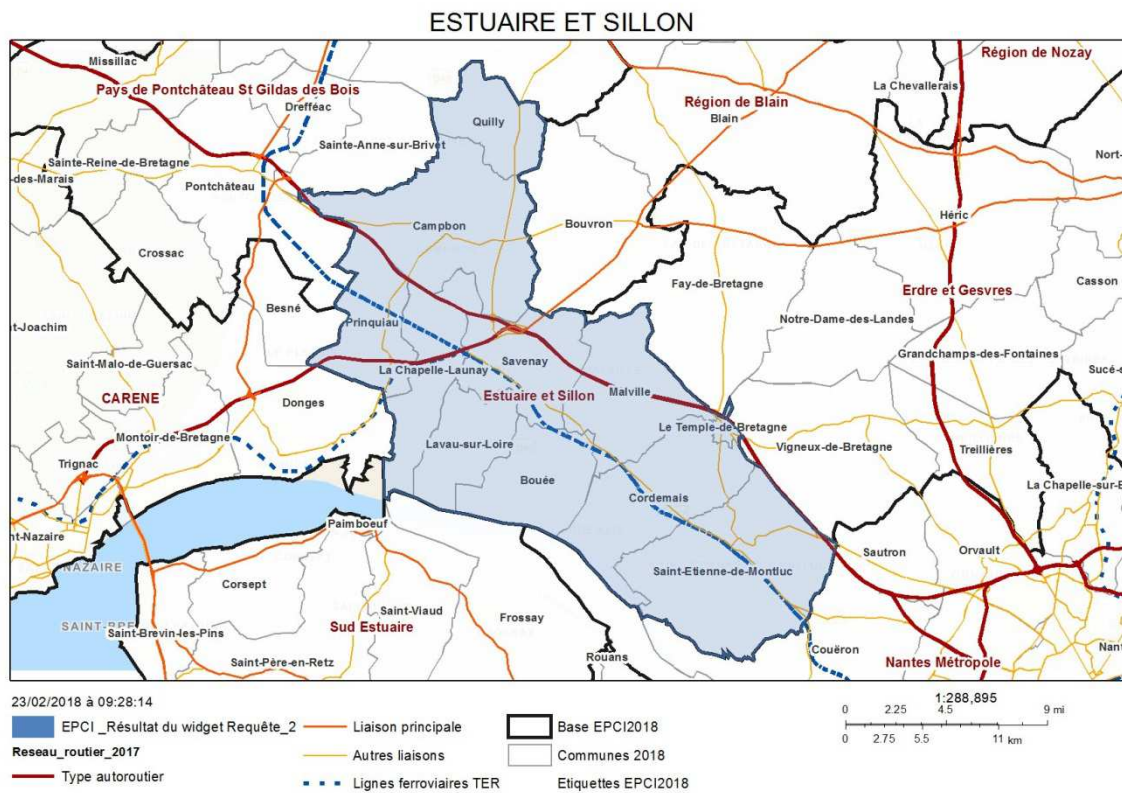 ESTUAIRE ET SILLON
Missillac
Région de Nozay
La Chevallerais
Pays de Pontchâteau St Gildas des Bois
Drefféac
Région de Blain
Blain
Quilly
Sainte-Anne-sur-Brivet
Nort-
Sainte-Reine-de-Bretagne
-des-Marais
Pontchâteau
Héric
Campbon
Bouvron
Crossac
Casson
Fay-de-Bretagne
Erdre et Gesvres
Besné
nt-Joachim
Prinquiau
Notre-Dame-des-Landes
Grandchamps-des-Fontaines
Saint-Malo-de-Guersac
Savenay
La Chapelle-Launay
Sucé-
CARENE
Donges
Estuaire et Sillon
Malville
Le Temple-de-Bretagne
Montoir-de-Bretagne
Lavau-sur-Loire
Vigneux-de-Bretagne
Treillières
Trignac
Bouée
La Chapelle-sur-E
Cordemais
nt-Nazaire
Paimboeuf
Sautron
Orvault
NAZAIRE
Saint-Etienne-de-Montluc
Corsept
Saint-Viaud
Frossay
SAINT-BRE
Saint-Brevin-les-Pins
Sud Estuaire
Couëron
Nant
Saint-Père-en-Retz
Rouans
Nantes Métropole
23/02/2018 à 09:28:14
EPCI _Résultat du widget Requête_2
Reseau_routier_2017
Type autoroutier
Liaison principale
Autres liaisons
Lignes ferroviaires TER
Base EPCI2018
Communes 2018
Etiquettes EPCI2018
1:288,895
0 2.25 4.5 9 mi
0 2.75 5.5 11 km